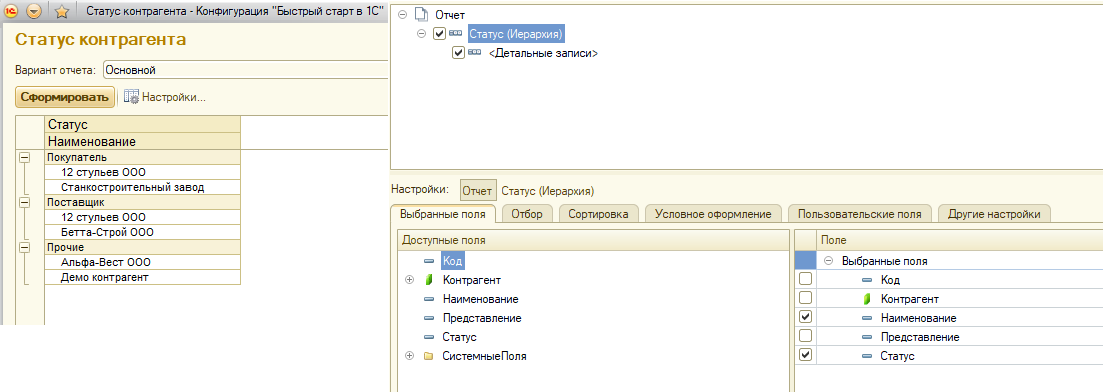 Статус контрагента - Конфигурация "Быстрый старт в 1С"
Статус контрагента
Вариант отчета: Основной
Сформировать Настройки...
Статус
Наименование
Покупатель
12 стульев ООО
Станкостроительный завод
Поставщик
12 стульев ООО
Бетта-Строй ООО
Прочие
Альфа-Вест ООО
Демо контрагент
Отчет
Статус (Иерархия)
<Детальные записи>
Настройки: Отчет Статус (Иерархия)
Выбранные поля Отбор Сортировка Условное оформление Пользовательские поля Другие настройки
Доступные поля
Код
Контрагент
Наименование
Представление
Статус
СистемныеПоля
Поле
Выбранные поля
Код
Контрагент
Наименование
Представление
Статус